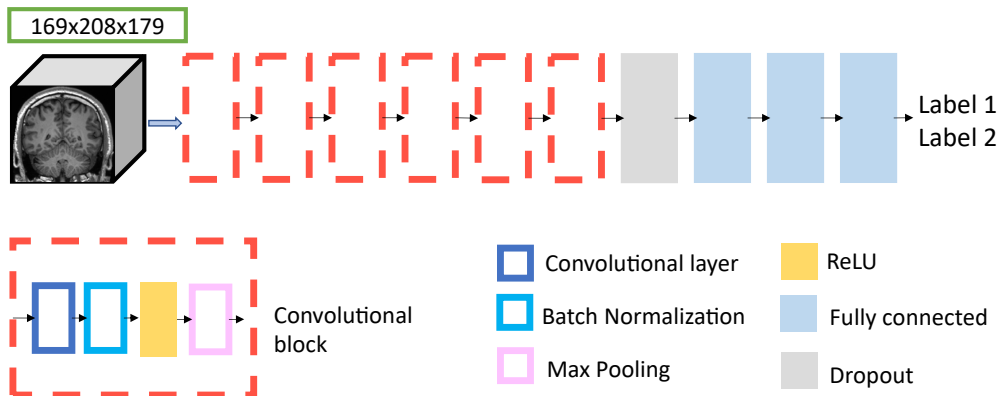 169x208x179
Label 1
Label 2
Convolutional
block
Convolutional layer
Batch Normalization
Max Pooling
ReLU
Fully connected
Dropout